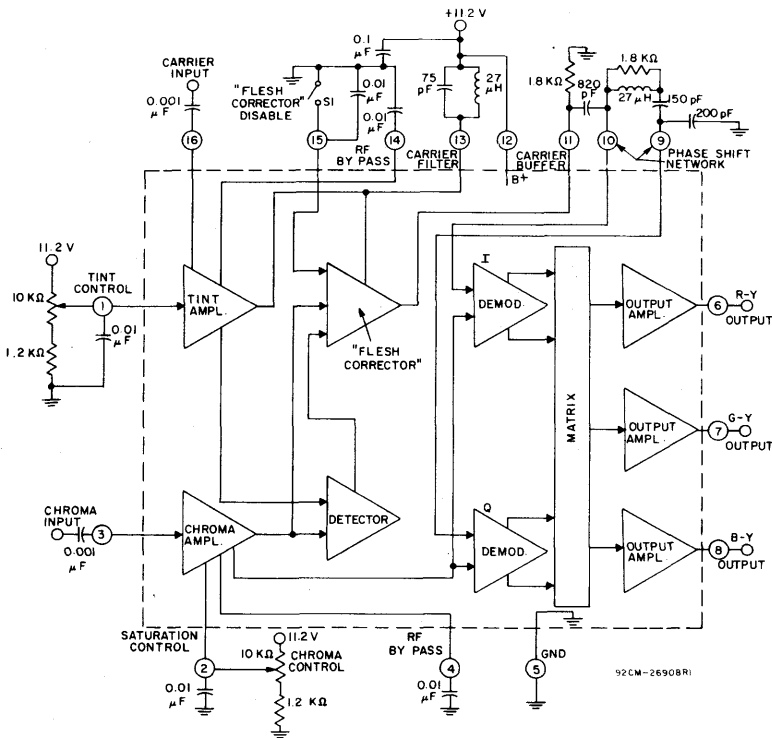 +11.2 V
CARRIER
INPUT
0.001
µF
16
"FLESH
CORRECTOR"
DISABLE
S1
0.1
µF
0.01
µF
0.01
µF
15
RF
BY PASS
14
75
pF
27
µH
CARRIER
FILTER
13
12
B+
1.8 KΩ
820
pF
CARRIER
BUFFER
11
1.8 KΩ
27 µH
150 pF
200 pF
10
9
PHASE SHIFT
NETWORK
11.2 V
TINT
CONTROL
10 KΩ
1
0.01
µF
1.2 KΩ
TINT
AMPL.
"FLESH
CORRECTOR"
I
DEMOD.
MATRIX
OUTPUT
AMPL.
6
R-Y
OUTPUT
OUTPUT
AMPL.
7
G-Y
OUTPUT
CHROMA
INPUT
3
0.001
µF
CHROMA
AMPL.
DETECTOR
Q
DEMOD.
OUTPUT
AMPL.
8
B-Y
OUTPUT
SATURATION
CONTROL
2
0.01
µF
11.2 V
10 KΩ
CHROMA
CONTROL
1.2 KΩ
RF
BY PASS
4
0.01
µF
GND
5
92CM-26908R1